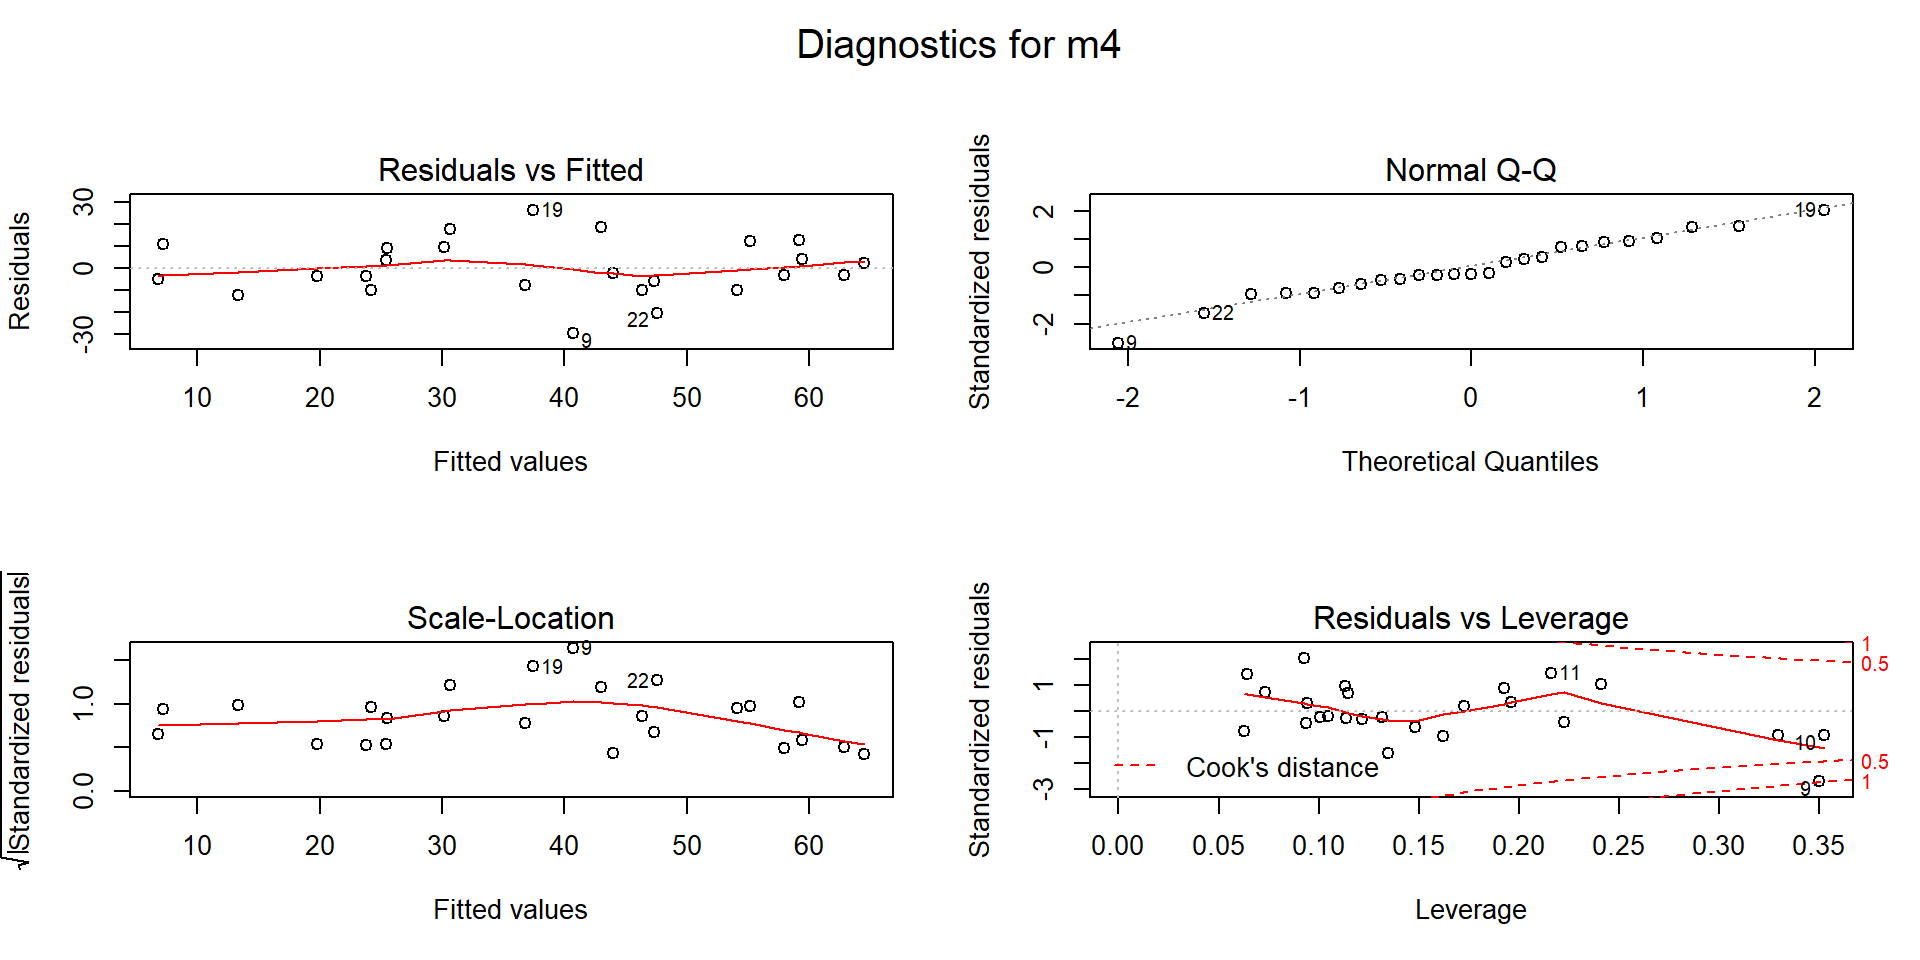 Diagnostics for m4
Residuals vs Fitted
Residuals
30
0
-30
19
22
9
10 20 30 40 50 60
Fitted values
Normal Q-Q
Standardized residuals
2
0
-2
19
22
9
-2 -1 0 1 2
Theoretical Quantiles
Scale-Location
√|Standardized residuals|
1.0
0.0
9
19
22
10 20 30 40 50 60
Fitted values
Residuals vs Leverage
Standardized residuals
1
-1
-3
1
0.5
11
10
0.5
1
9
Cook's distance
0.00 0.05 0.10 0.15 0.20 0.25 0.30 0.35
Leverage